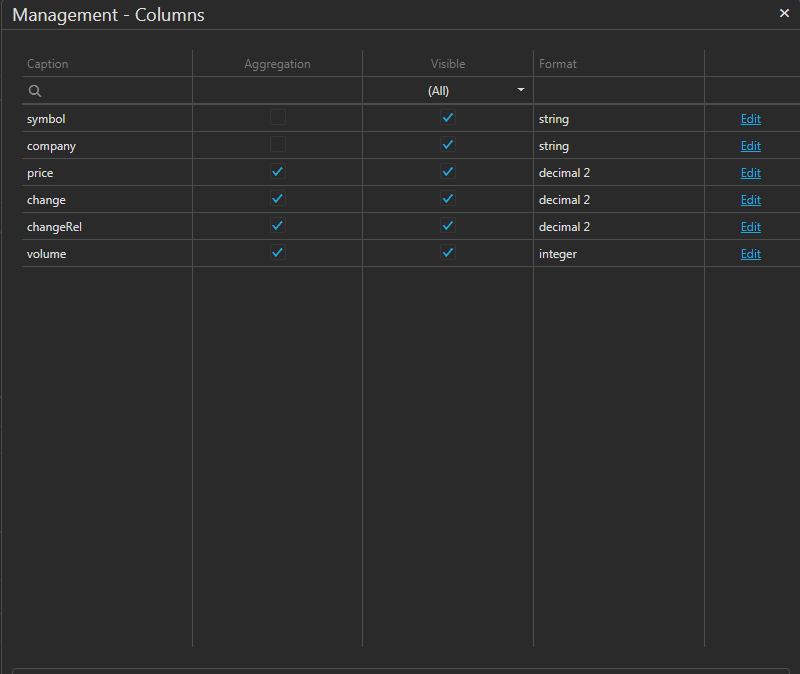 Management - Columns
Caption Aggregation Visible Format
(All)
symbol string Edit
company string Edit
price decimal 2 Edit
change decimal 2 Edit
changeRel decimal 2 Edit
volume integer Edit